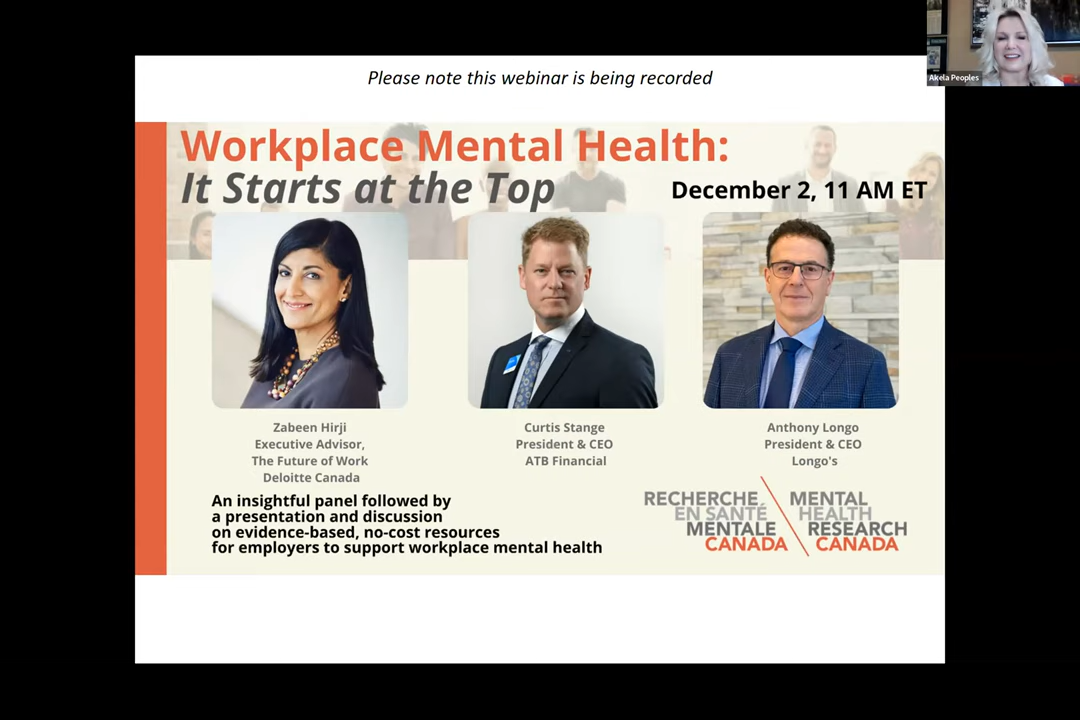 Please note this webinar is being recorded
Akela Peoples
Workplace Mental Health:
It Starts at the Top
December 2, 11 AM ET
Zabeen Hirji
Executive Advisor,
The Future of Work
Deloitte Canada
Curtis Stange
President & CEO
ATB Financial
Anthony Longo
President & CEO
Longo's
An insightful panel followed by
a presentation and discussion
on evidence-based, no-cost resources
for employers to support workplace mental health
RECHERCHE
EN SANTÉ
MENTALE
CANADA
MENTAL
HEALTH
RESEARCH
CANADA